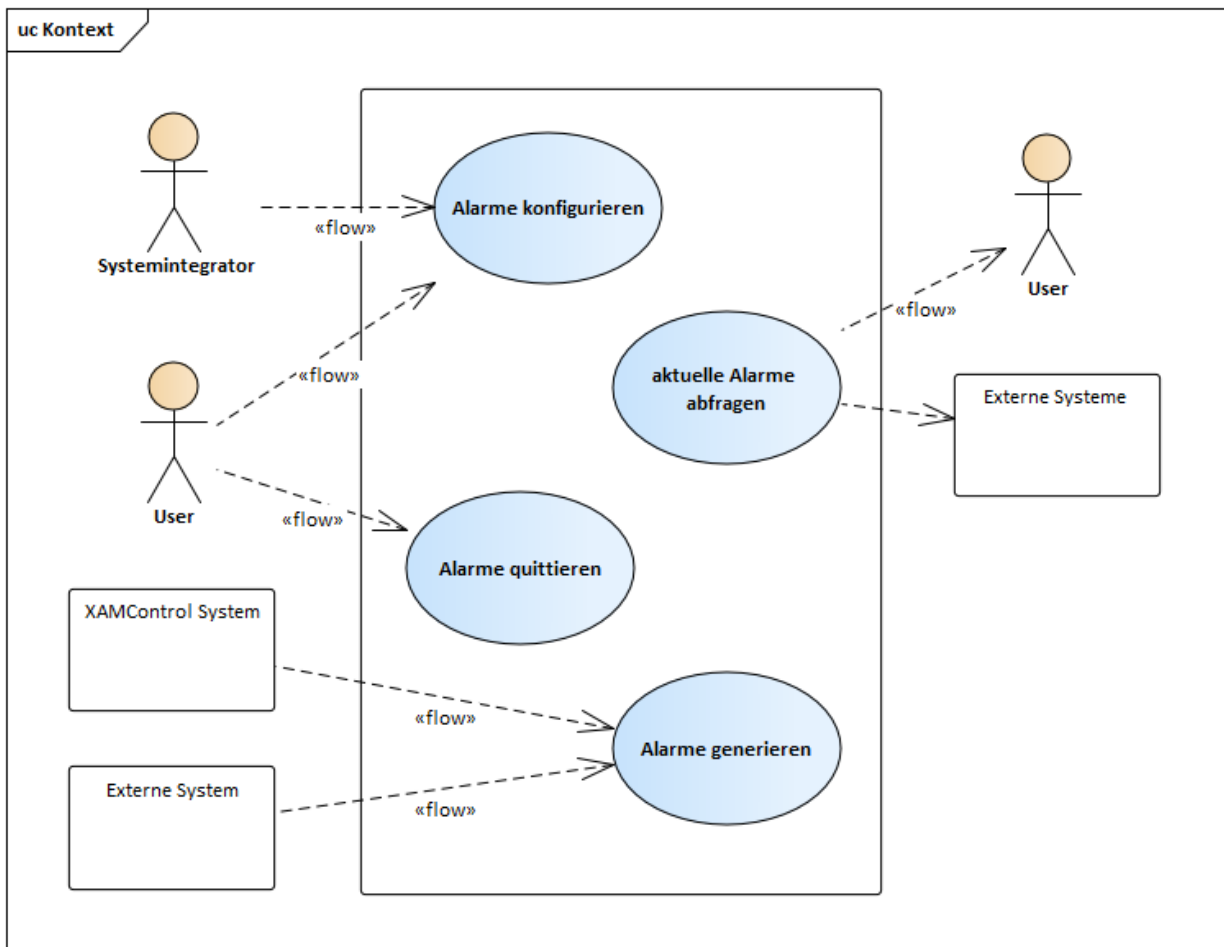 uc Kontext
Systemintegrator
«flow»
Alarme konfigurieren
User
«flow»
User
«flow»
aktuelle Alarme
abfragen
«flow»
Externe Systeme
Alarme quittieren
XAMControl System
«flow»
Alarme generieren
Externe System
«flow»